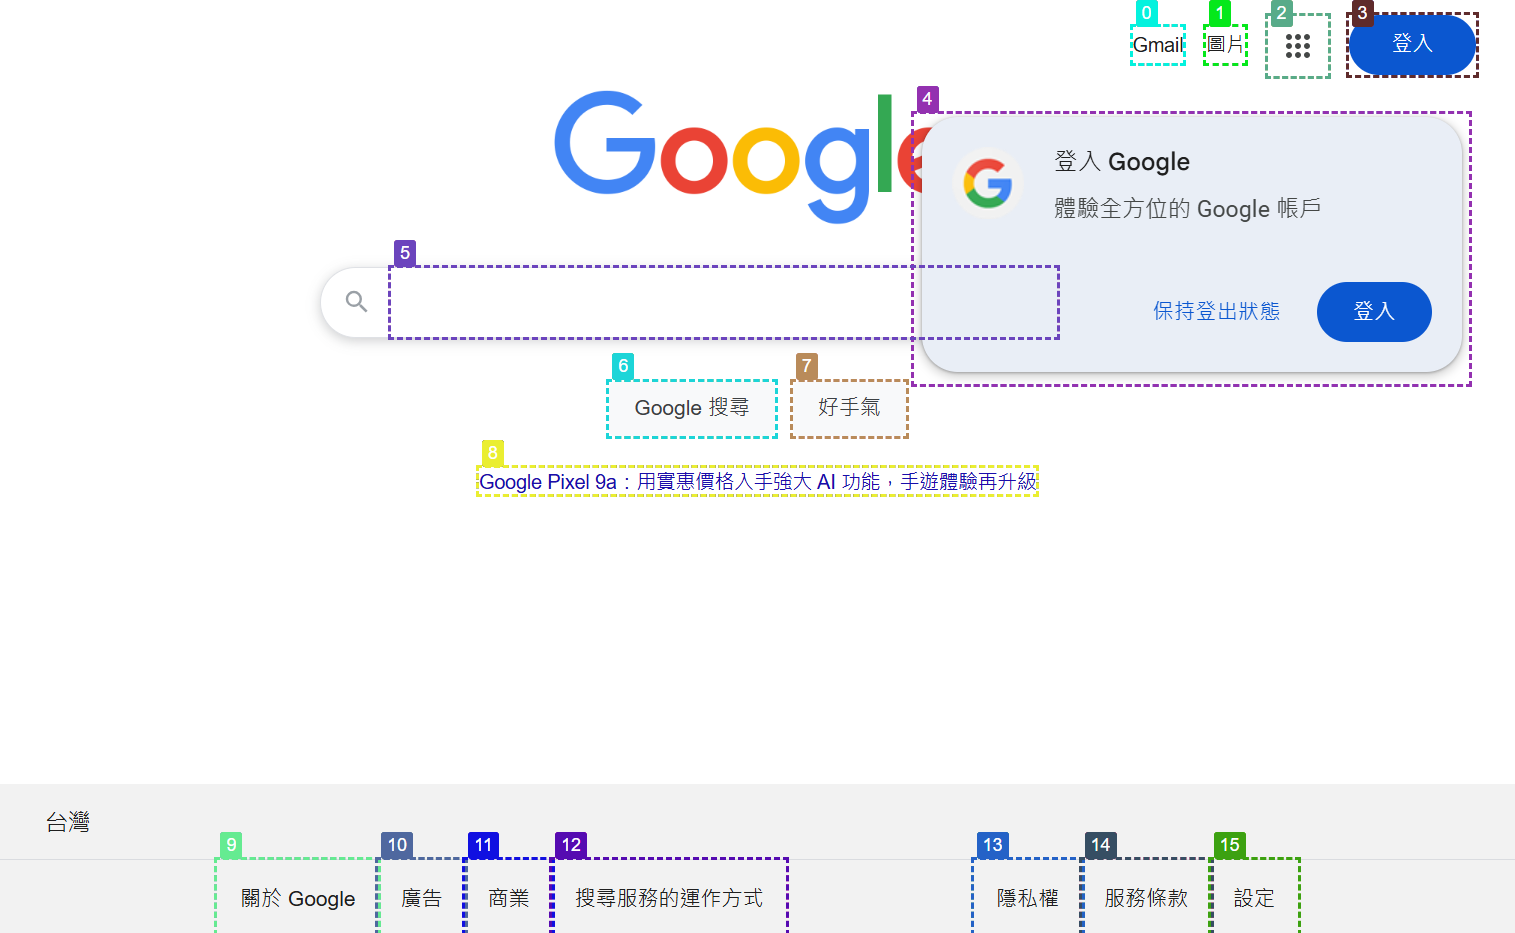 0 1 2 3
Gmail 圖片 登入
4
Google
登入 Google
體驗全方位的 Google 帳戶
5
保持登出狀態 登入
6 7
Google 搜尋 好手氣
8
Google Pixel 9a：用實惠價格入手強大 AI 功能，手遊體驗再升級
台灣
9 10 11 12 13 14 15
關於 Google 廣告 商業 搜尋服務的運作方式 隱私權 服務條款 設定